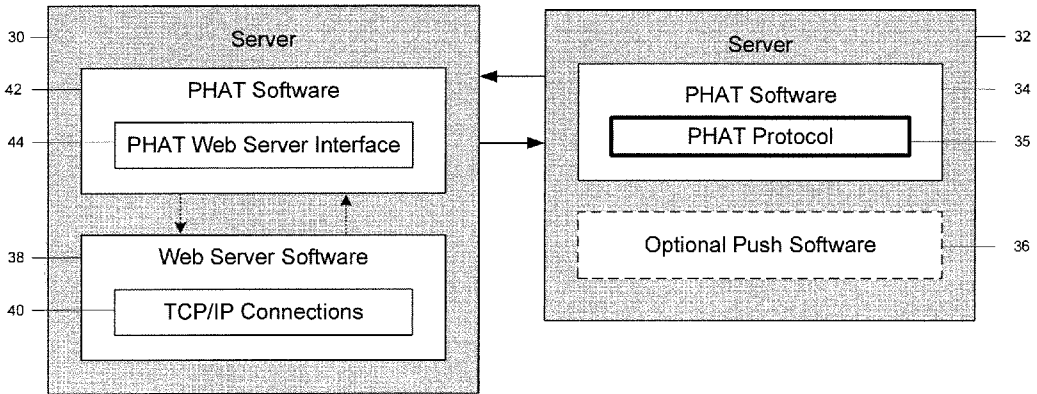 30
Server
42
PHAT Software
44
PHAT Web Server Interface
38
Web Server Software
40
TCP/IP Connections
Server
32
PHAT Software
34
PHAT Protocol
35
Optional Push Software
36